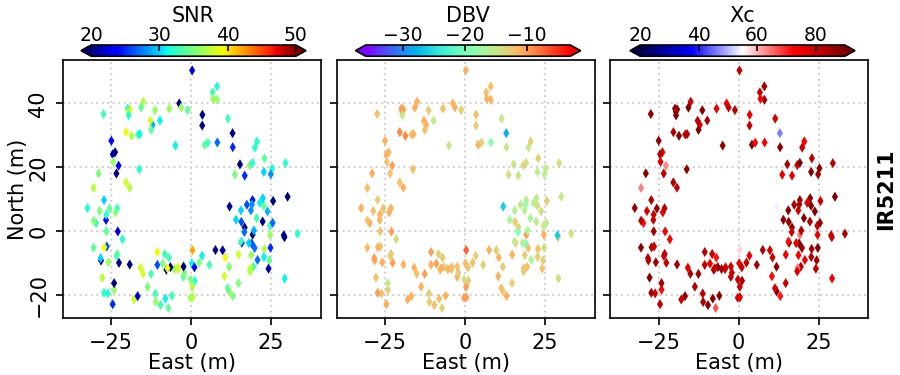 SNR DBV Xc
20 30 40 50 −30 −20 −10 20 40 60 80
40
20
0
−20
North (m)
−25 0 25 −25 0 25 −25 0 25
East (m) East (m) East (m)
IR5211